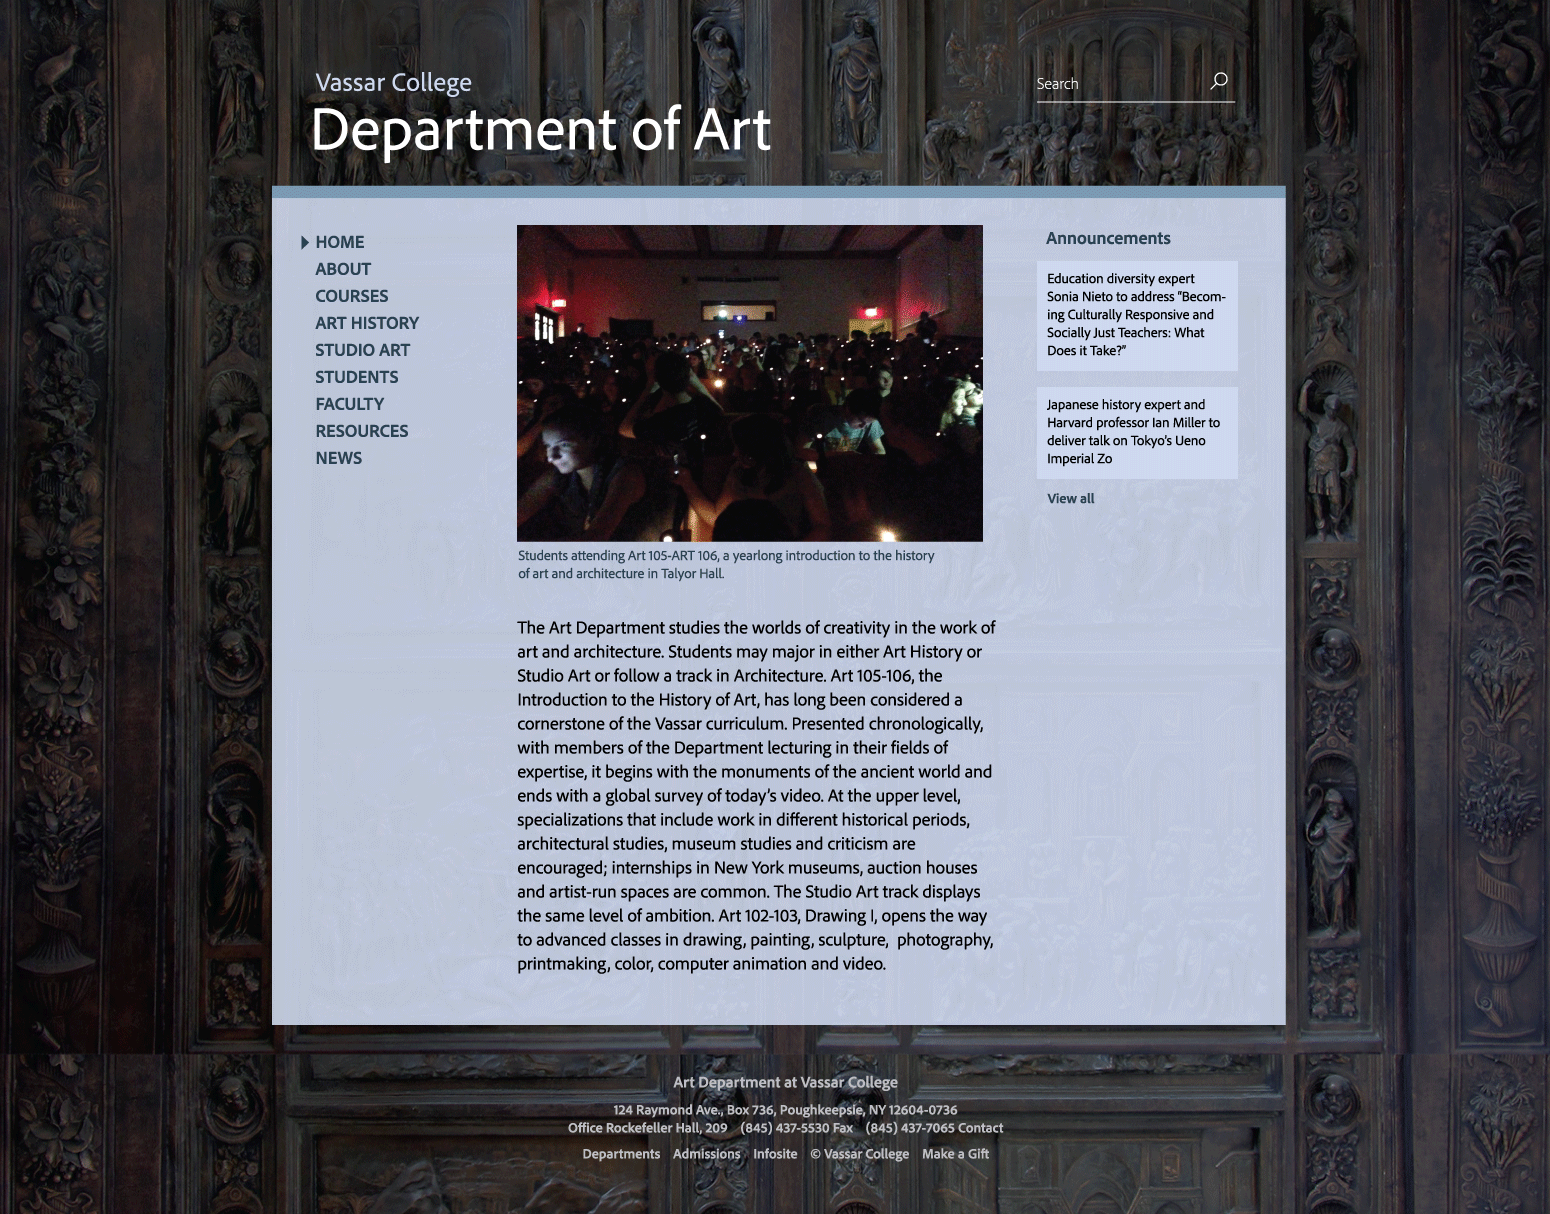 Vassar College
Department of Art
Search
HOME
ABOUT
COURSES
ART HISTORY
STUDIO ART
STUDENTS
FACULTY
RESOURCES
NEWS
Students attending Art 105-ART 106, a yearlong introduction to the history
of art and architecture in Talyor Hall.
The Art Department studies the worlds of creativity in the work of
art and architecture. Students may major in either Art History or
Studio Art or follow a track in Architecture. Art 105-106, the
Introduction to the History of Art, has long been considered a
cornerstone of the Vassar curriculum. Presented chronologically,
with members of the Department lecturing in their fields of
expertise, it begins with the monuments of the ancient world and
ends with a global survey of today's video. At the upper level,
specializations that include work in different historical periods,
architectural studies, museum studies and criticism are
encouraged; internships in New York museums, auction houses
and artist-run spaces are common. The Studio Art track displays
the same level of ambition. Art 102-103, Drawing I, opens the way
to advanced classes in drawing, painting, sculpture,  photography,
printmaking, color, computer animation and video.
Announcements
Education diversity expert
Sonia Nieto to address "Becom-
ing Culturally Responsive and
Socially Just Teachers: What
Does it Take?"
Japanese history expert and
Harvard professor Ian Miller to
deliver talk on Tokyo's Ueno
Imperial Zo
View all
Art Department at Vassar College
124 Raymond Ave., Box 736, Poughkeepsie, NY 12604-0736
Office Rockefeller Hall, 209    (845) 437-5530 Fax    (845) 437-7065 Contact
Departments    Admissions    Infosite    © Vassar College    Make a Gift